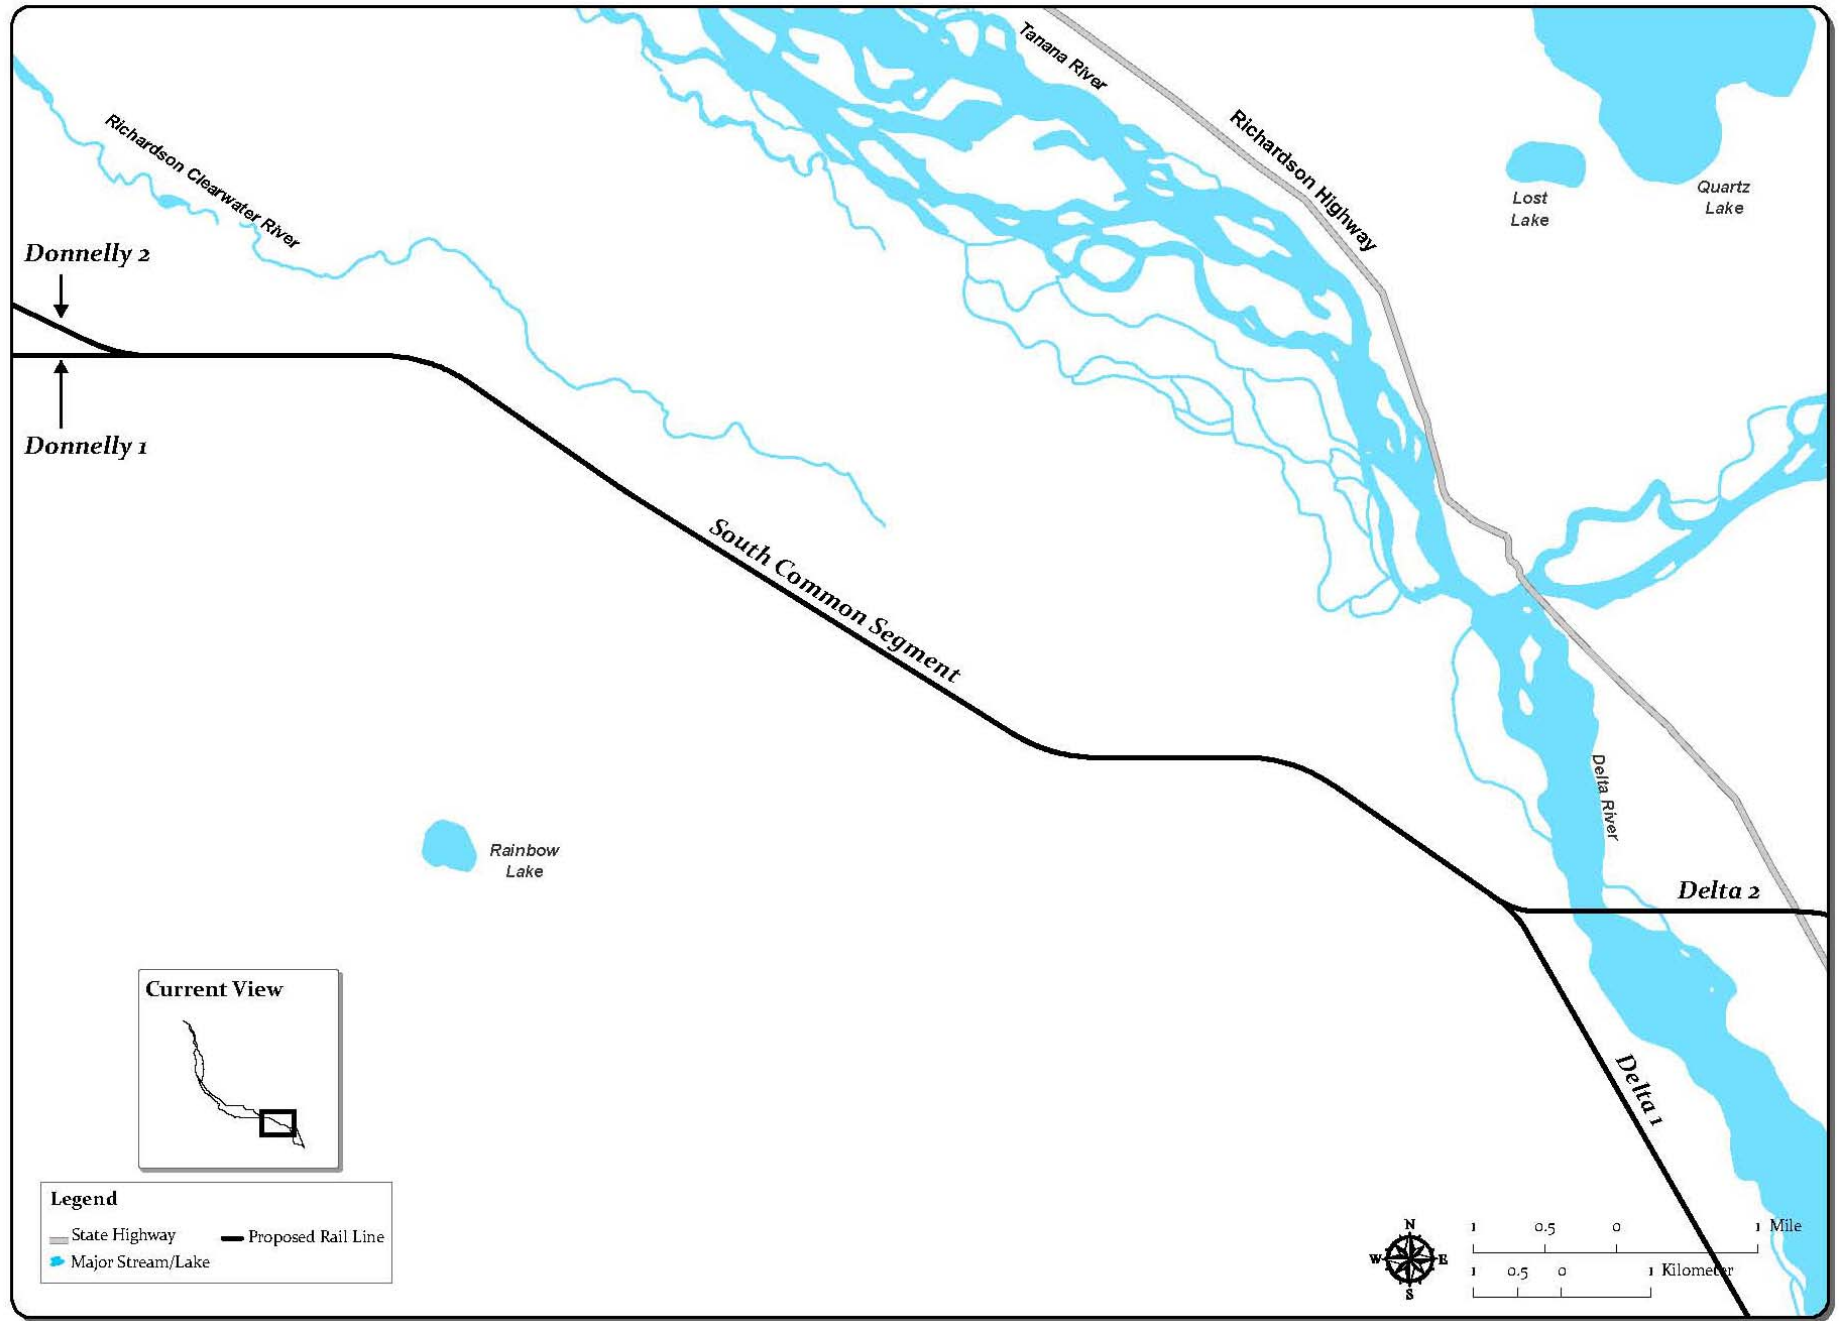 Tanana River
Richardson Highway
Richardson Clearwater River
Lost
Lake
Quartz
Lake
Donnelly 2
Donnelly 1
South Common Segment
Delta River
Rainbow
Lake
Delta 2
Delta 1
Current View
Legend
State Highway
Proposed Rail Line
Major Stream/Lake
N
W E
S
1 0.5 0 1 Mile
1 0.5 0 1 Kilometer